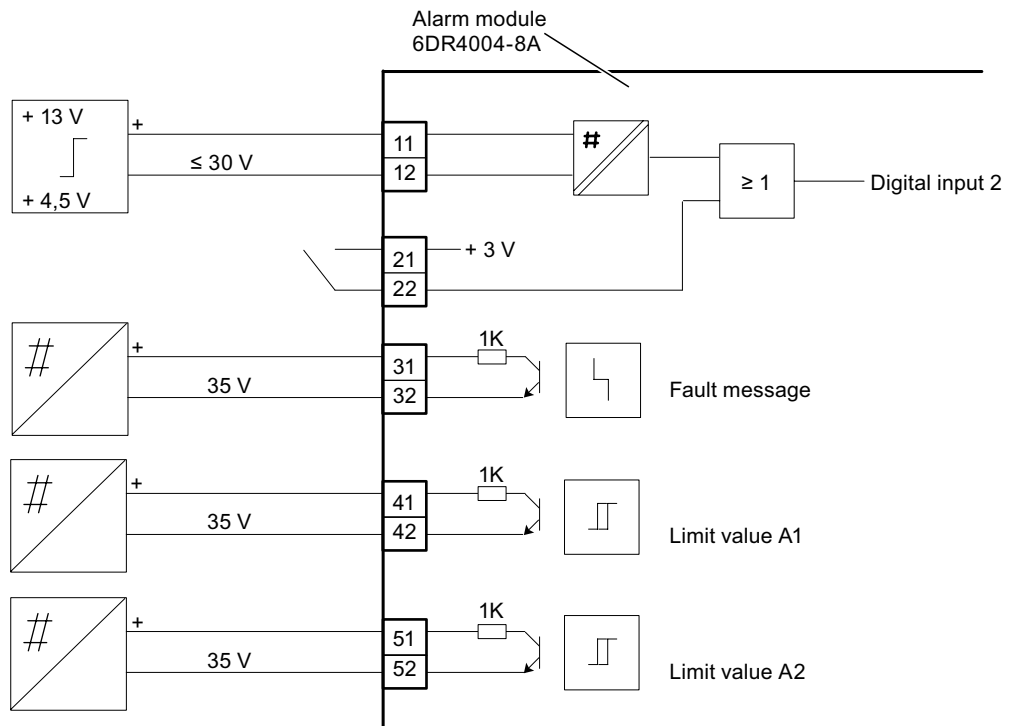 Alarm module
6DR4004-8A
+ 13 V
+ 4,5 V
+
≤ 30 V
11
12
#
≥ 1
Digital input 2
21
22
+ 3 V
#
+
35 V
31
32
1K
Fault message
#
+
35 V
41
42
1K
Limit value A1
#
+
35 V
51
52
1K
Limit value A2